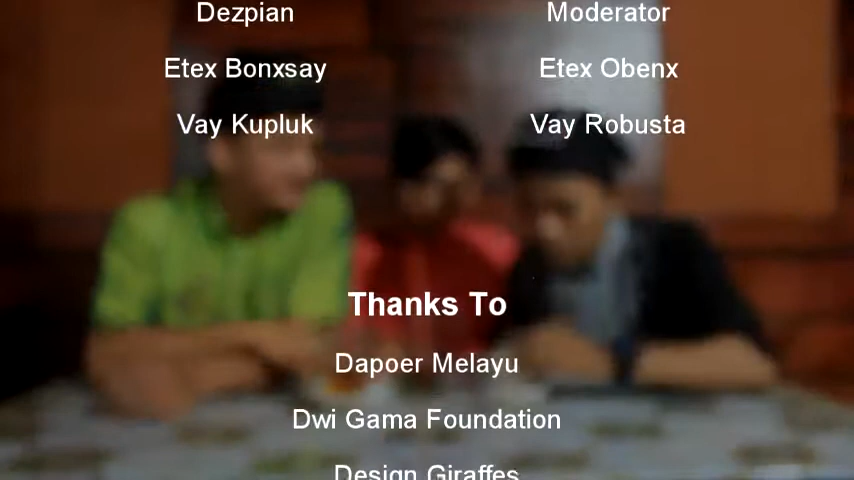 Dezpian Moderator
Etex Bonxsay Etex Obenx
Vay Kupluk Vay Robusta
Thanks To
Dapoer Melayu
Dwi Gama Foundation
Design Giraffes